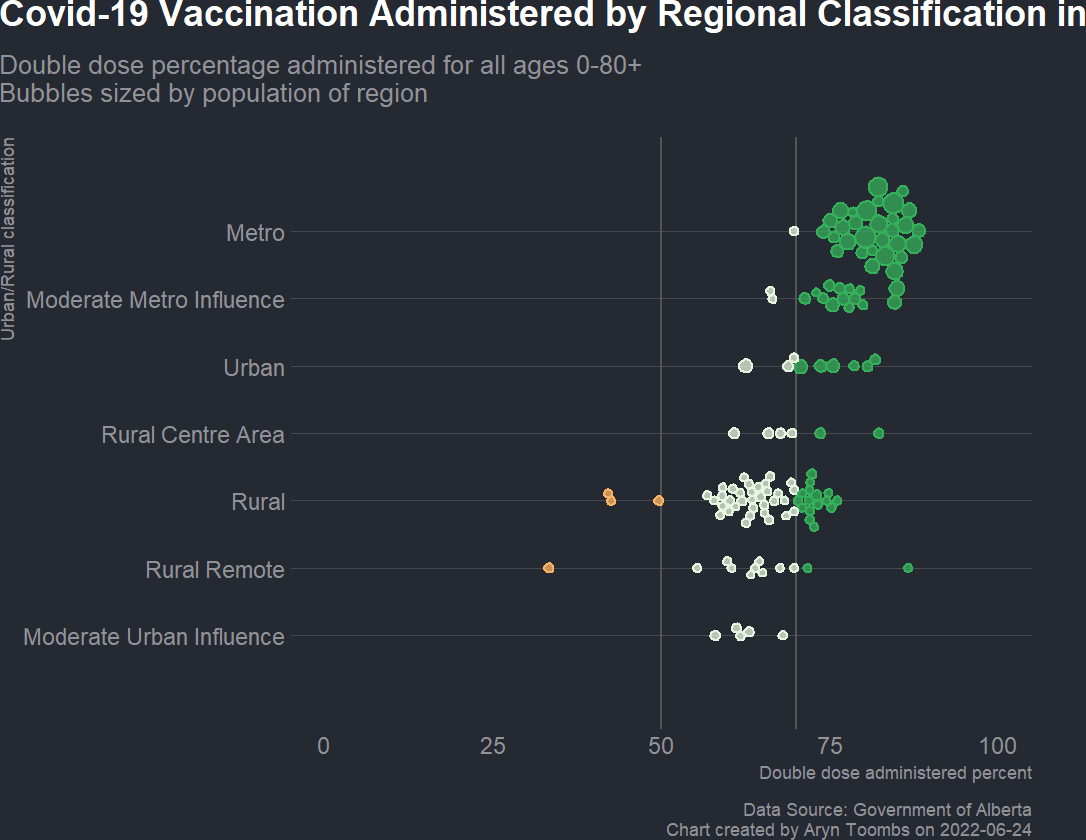 Covid-19 Vaccination Administered by Regional Classification in
Double dose percentage administered for all ages 0-80+
Bubbles sized by population of region
Urban/Rural classification
Metro
Moderate Metro Influence
Urban
Rural Centre Area
Rural
Rural Remote
Moderate Urban Influence
0 25 50 75 100
Double dose administered percent
Data Source: Government of Alberta
Chart created by Aryn Toombs on 2022-06-24